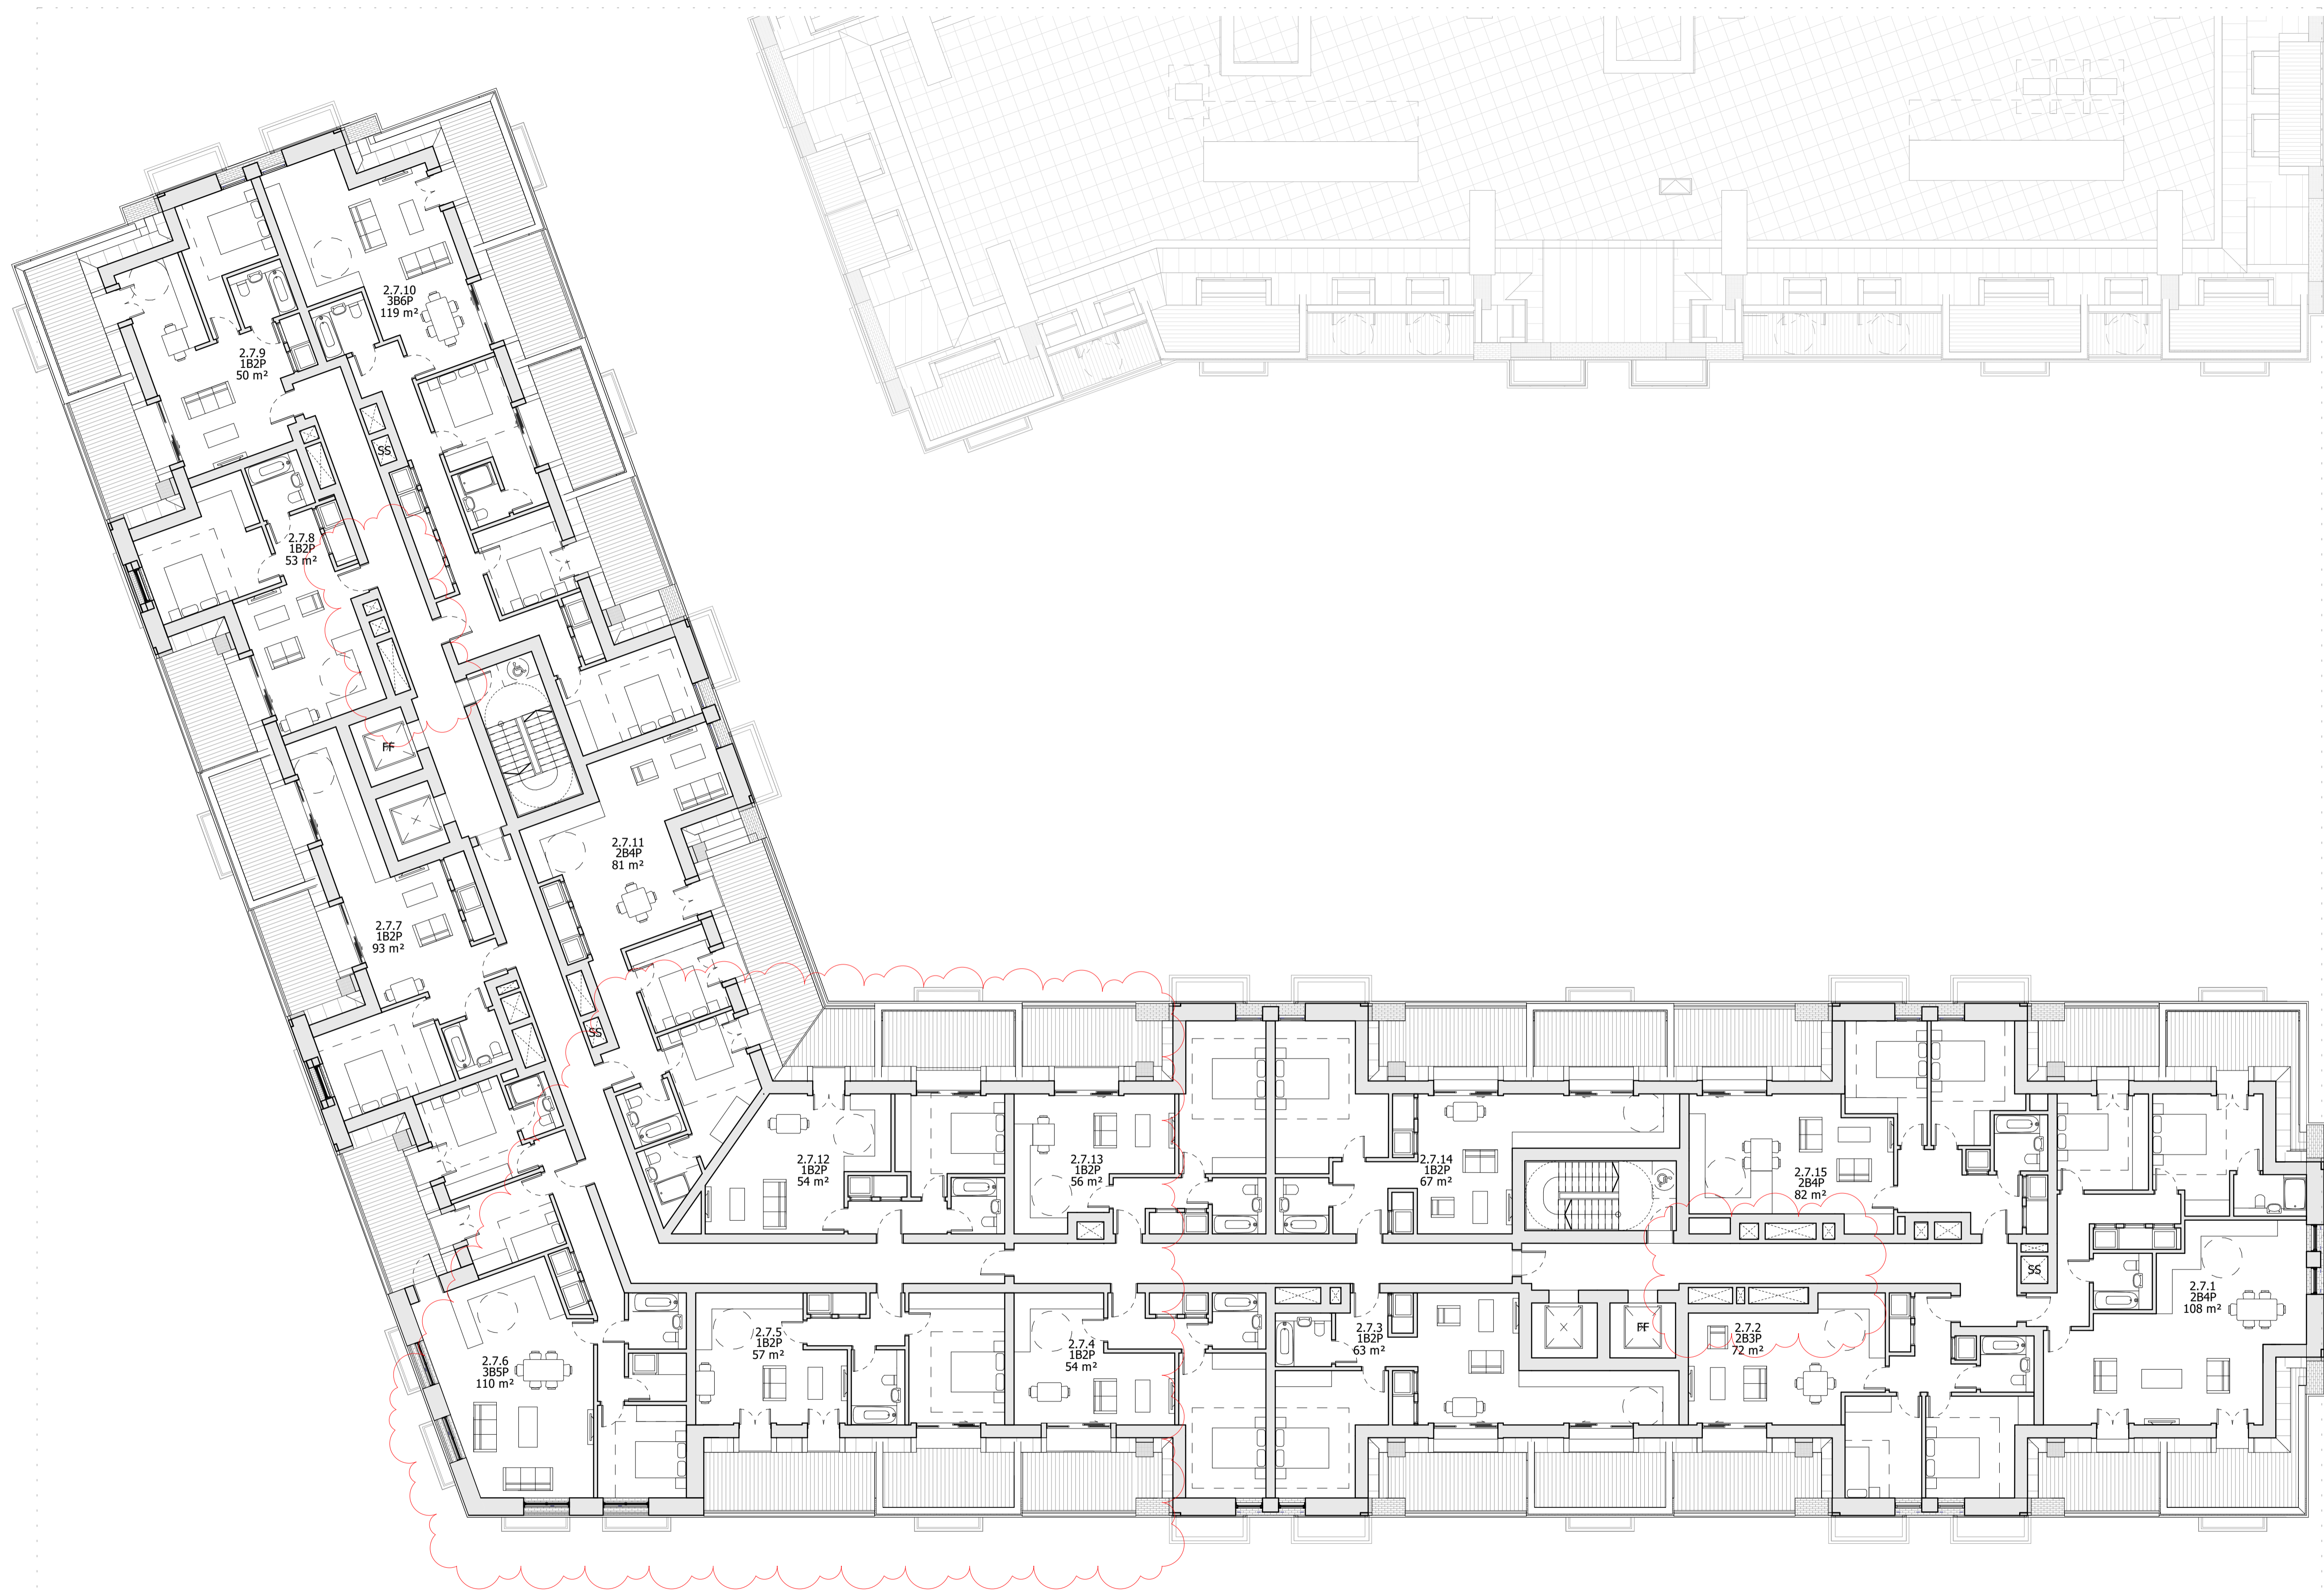 2.7.10
3B6P
119 m²
2.7.9
1B2P
50 m²
SS
2.7.8
1B2P
53 m²
FF
2.7.11
2B4P
81 m²
2.7.7
1B2P
93 m²
SS
2.7.12
1B2P
54 m²
2.7.13
1B2P
56 m²
2.7.14
1B2P
67 m²
2.7.15
2B4P
82 m²
SS
2.7.1
2B4P
108 m²
2.7.6
3B5P
110 m²
2.7.5
1B2P
57 m²
2.7.4
1B2P
54 m²
2.7.3
1B2P
63 m²
FF
2.7.2
2B3P
72 m²